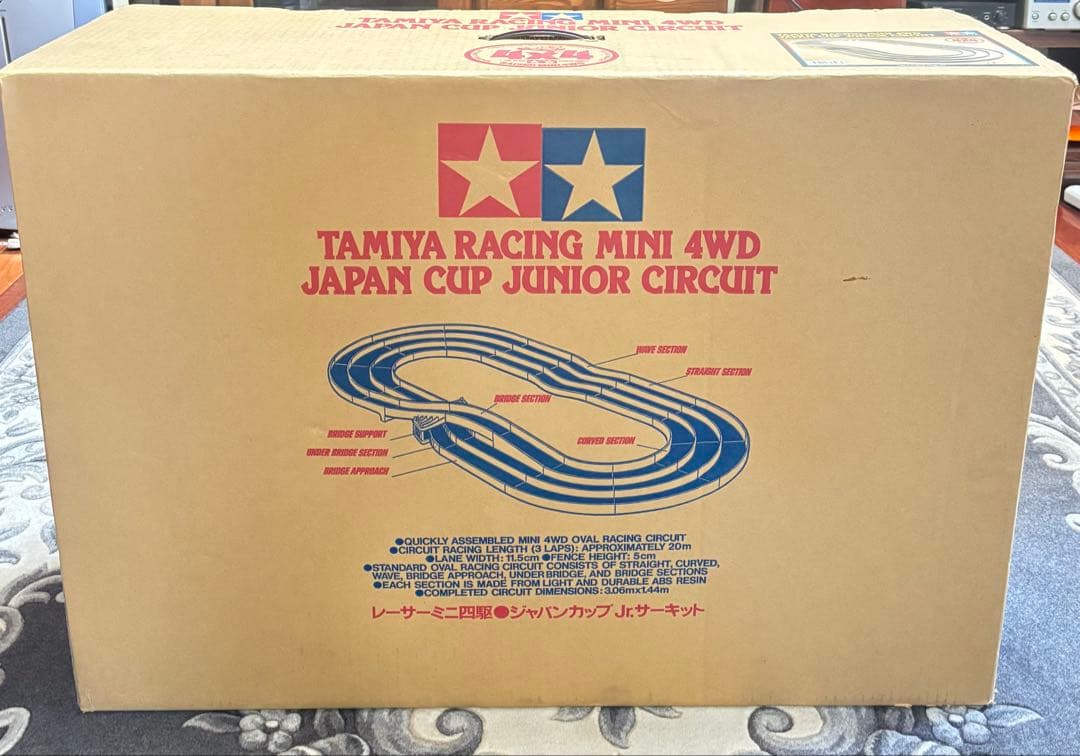 TAMIYA RACING MINI 4WD
JAPAN CUP JUNIOR CIRCUIT
4x4
TAMIYA RACING MINI 4WD
JAPAN CUP JUNIOR CIRCUIT
WAVE SECTION
STRAIGHT SECTION
BRIDGE SECTION
BRIDGE SUPPORT
CURVED SECTION
UNDER BRIDGE SECTION
BRIDGE APPROACH
●QUICKLY ASSEMBLED MINI 4WD OVAL RACING CIRCUIT
●CIRCUIT RACING LENGTH (3 LAPS): APPROXIMATELY 20m
●LANE WIDTH: 11.5cm ●FENCE HEIGHT: 5cm
●STANDARD OVAL RACING CIRCUIT CONSISTS OF STRAIGHT, CURVED,
WAVE, BRIDGE APPROACH, UNDER BRIDGE, AND BRIDGE SECTIONS
●EACH SECTION IS MADE FROM LIGHT AND DURABLE ABS RESIN
●COMPLETED CIRCUIT DIMENSIONS: 3.06m×1.44m
レーサーミニ四駆●ジャパンカップ Jr.サーキット